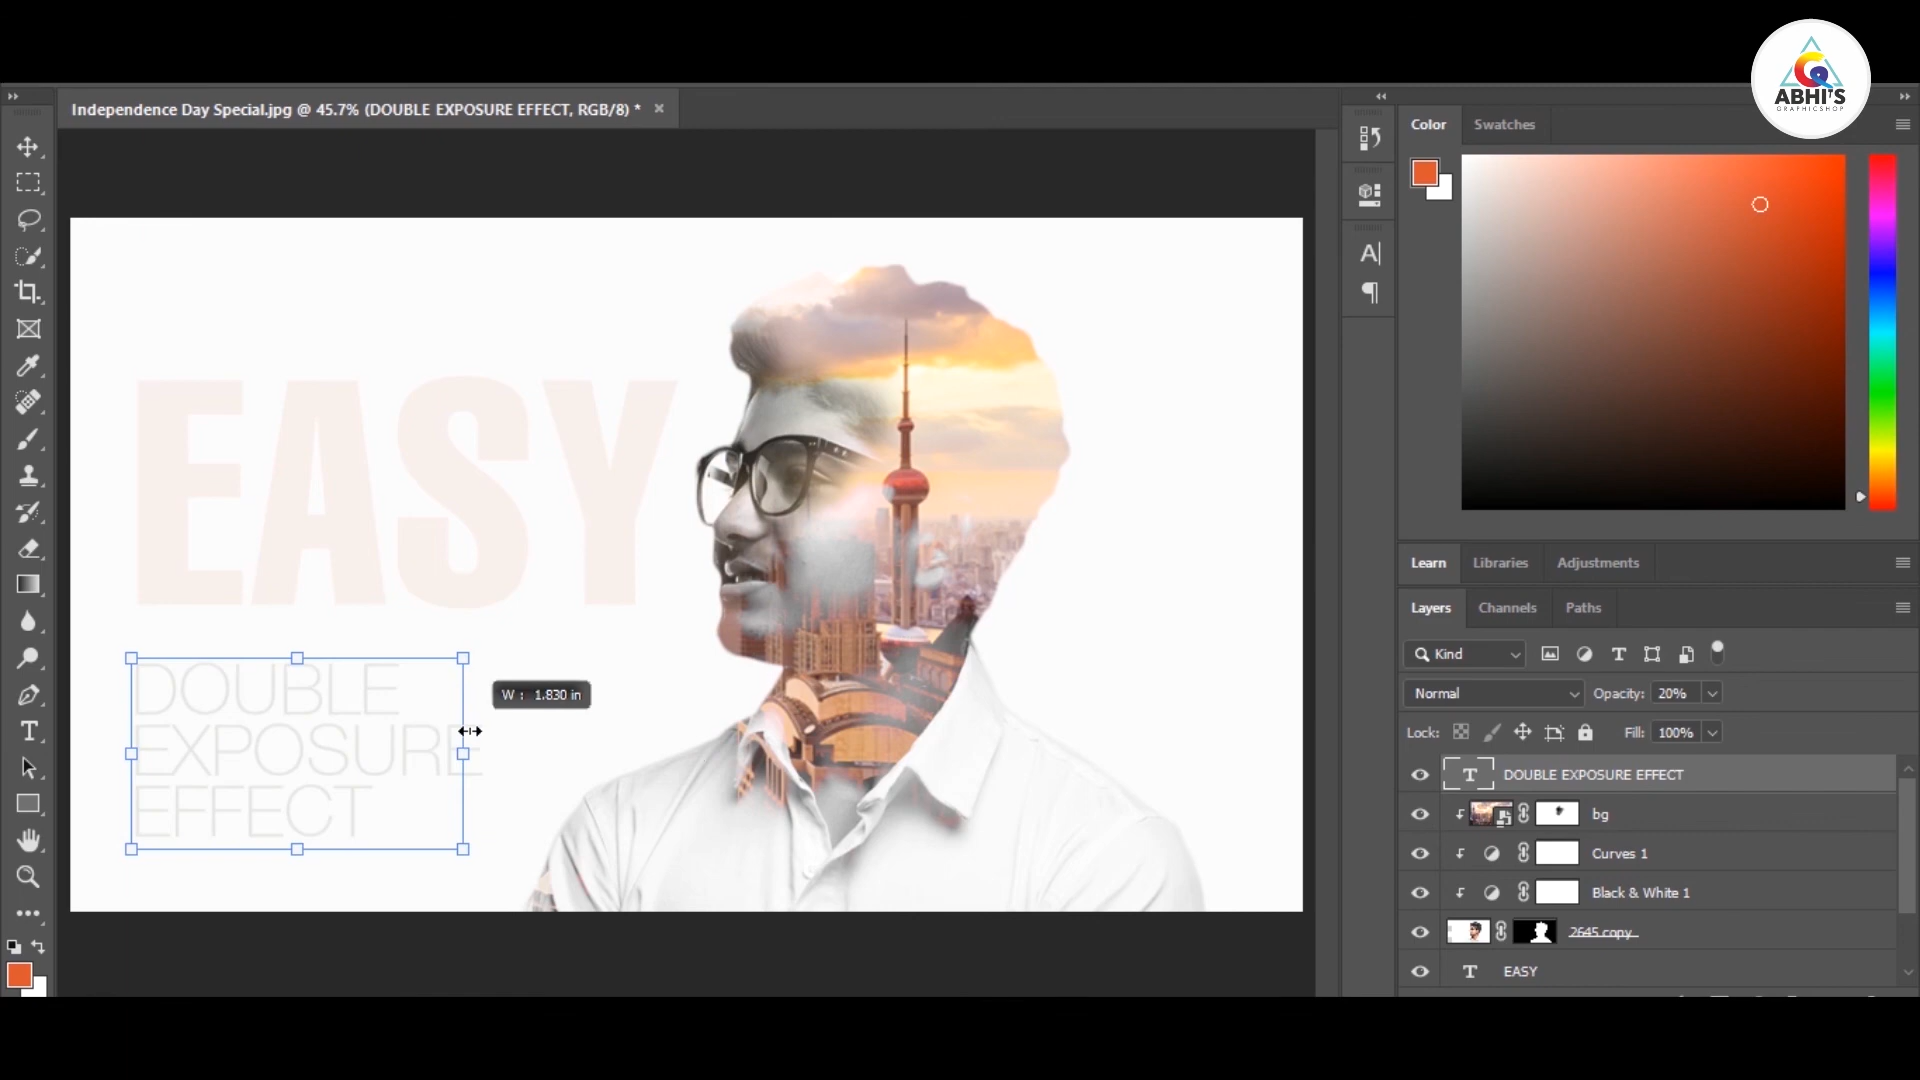 ABHI'S
GRAPHICSHOP
Independence Day Special.jpg @ 45.7% (DOUBLE EXPOSURE EFFECT, RGB/8) *
Color
Swatches
EASY
DOUBLE
EXPOSURE
EFFECT
W : 1.830 in
Learn
Libraries
Adjustments
Layers
Channels
Paths
Kind
Normal
Opacity: 20%
Lock:
Fill: 100%
DOUBLE EXPOSURE EFFECT
bg
Curves 1
Black & White 1
2645 copy
EASY